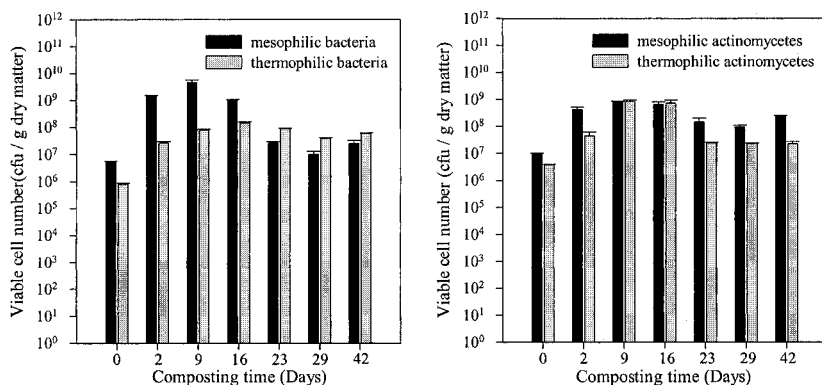 Viable cell number(cfu / g dry matter)
10¹²
10¹¹
10¹⁰
10⁹
10⁸
10⁷
10⁶
10⁵
10⁴
10³
10²
10¹
10⁰
mesophilic bacteria
thermophilic bacteria
0 2 9 16 23 29 42
Composting time (Days)
Viable cell number (cfu / g dry matter)
10¹²
10¹¹
10¹⁰
10⁹
10⁸
10⁷
10⁶
10⁵
10⁴
10³
10²
10¹
10⁰
mesophilic actinomycetes
thermophilic actinomycetes
0 2 9 16 23 29 42
Composting time (Days)